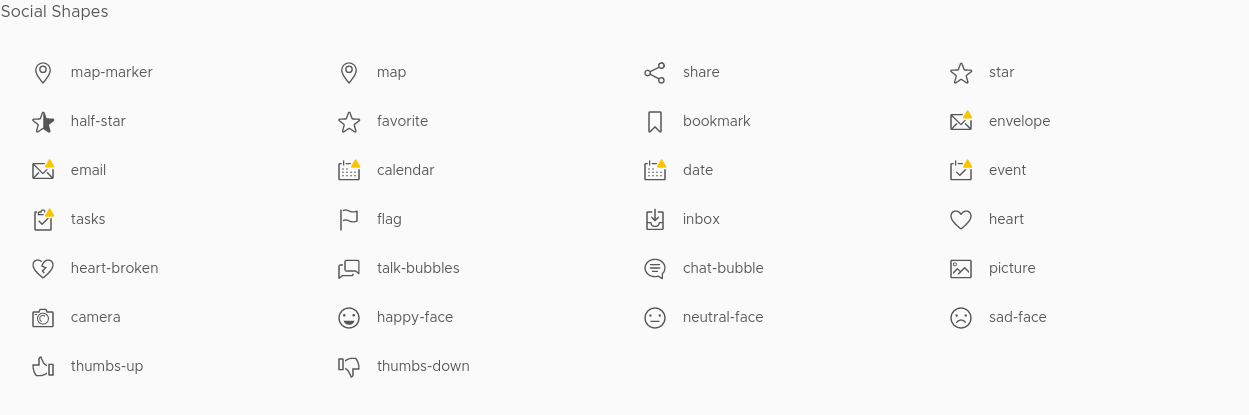 Social Shapes
map-marker
map
share
star
half-star
favorite
bookmark
envelope
email
calendar
date
event
tasks
flag
inbox
heart
heart-broken
talk-bubbles
chat-bubble
picture
camera
happy-face
neutral-face
sad-face
thumbs-up
thumbs-down